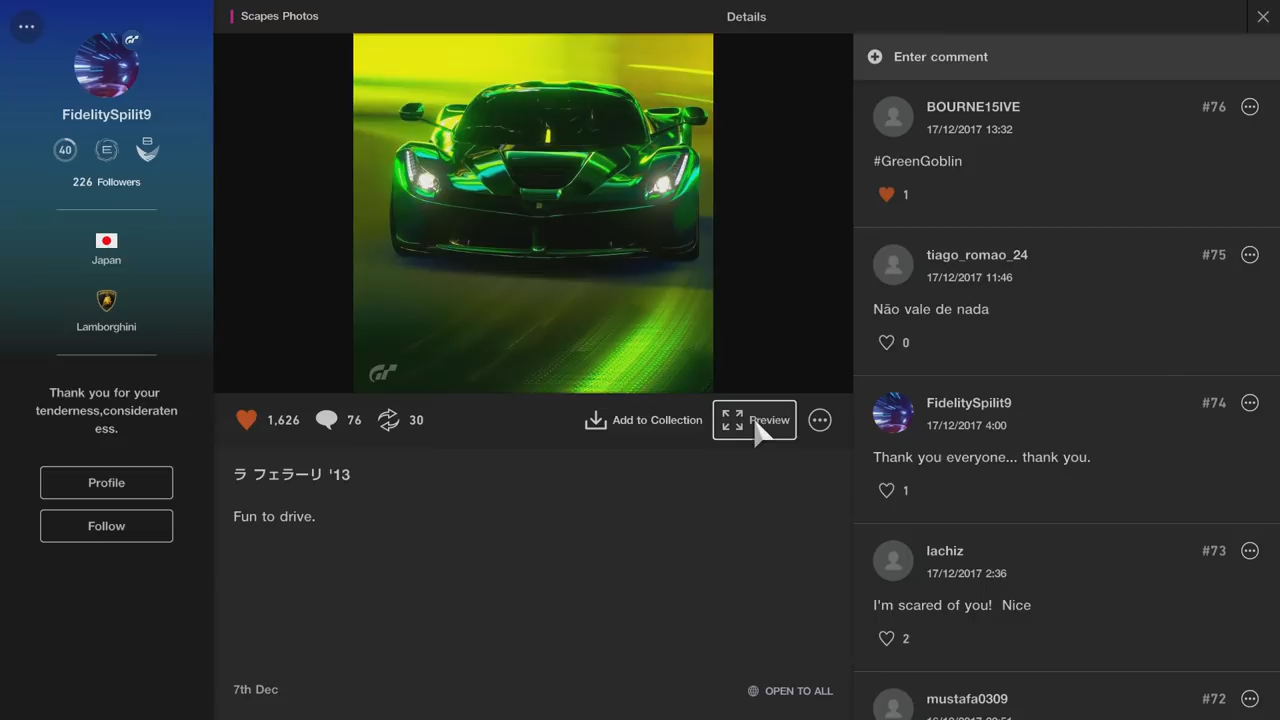 Scapes Photos
Details
FidelitySpilit9
40
E
226 Followers
Japan
Lamborghini
Thank you for your
tenderness,consideraten
ess.
Profile
Follow
GT
1,626
76
30
Add to Collection
Preview
ラ フェラーリ '13
Fun to drive.
7th Dec
OPEN TO ALL
Enter comment
BOURNE15IVE
#76
17/12/2017 13:32
#GreenGoblin
1
tiago_romao_24
#75
17/12/2017 11:46
Não vale de nada
0
FidelitySpilit9
#74
17/12/2017 4:00
Thank you everyone... thank you.
1
lachiz
#73
17/12/2017 2:36
I'm scared of you!  Nice
2
mustafa0309
#72